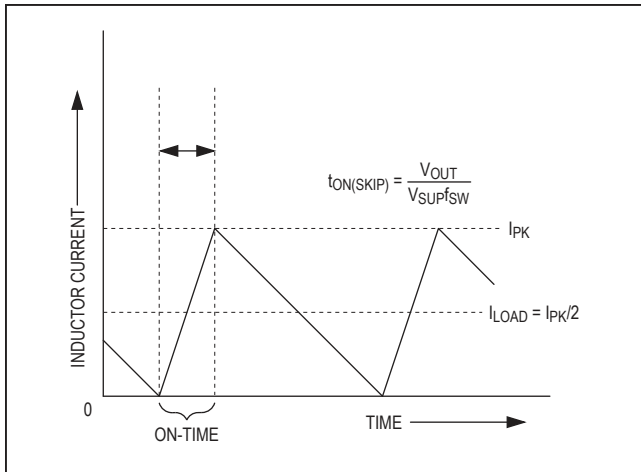 tON(SKIP) = VOUT
VSUPfSW
IPK
INDUCTOR CURRENT
ILOAD = IPK/2
0
ON-TIME
TIME